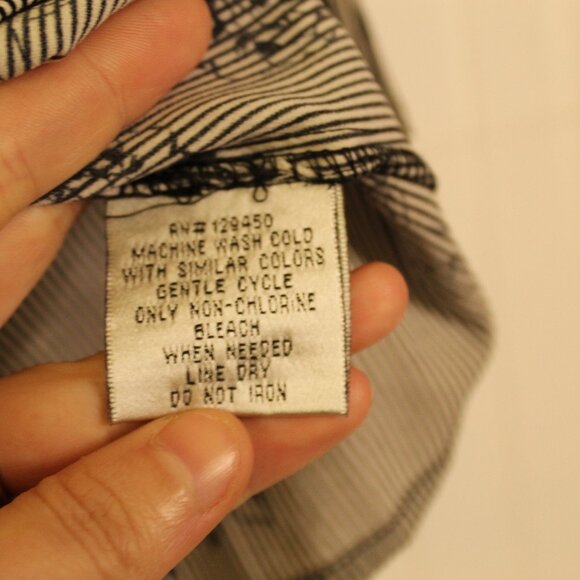 RN# 129450
MACHINE WASH COLD
WITH SIMILAR COLORS
GENTLE CYCLE
ONLY NON-CHLORINE
BLEACH
WHEN NEEDED
LINE DRY
DO NOT IRON